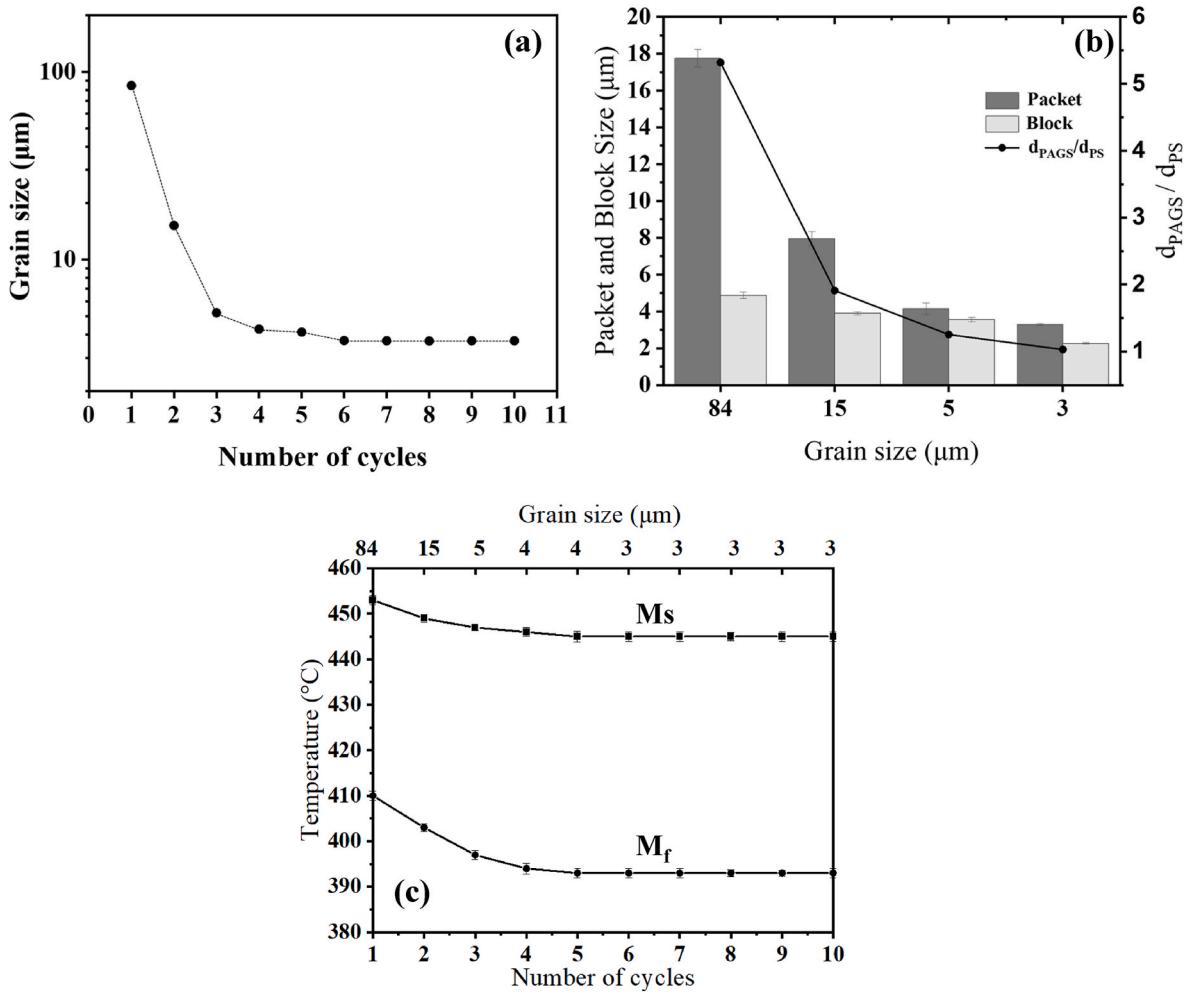 (a)
100
10
Grain size (μm)
0 1 2 3 4 5 6 7 8 9 10 11
Number of cycles
(b)
20
18
16
14
12
10
8
6
4
2
0
Packet and Block Size (μm)
Packet
Block
dPAGS/dPS
6
5
4
3
2
1
dPAGS / dPS
84 15 5 3
Grain size (μm)
Grain size (μm)
84 15 5 4 4 3 3 3 3 3
460
450
440
430
420
410
400
390
380
Temperature (°C)
Ms
Mf
(c)
1 2 3 4 5 6 7 8 9 10
Number of cycles